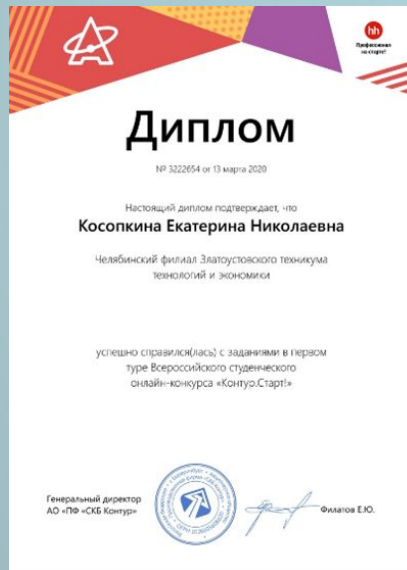 hh
Профессионал
на старте!
Диплом
№ 3222654 от 13 марта 2020
Настоящий диплом подтверждает, что
Косопкина Екатерина Николаевна
Челябинский филиал Златоустовского техникума
технологий и экономики
успешно справился(лась) с заданиями в первом
туре Всероссийского студенческого
онлайн-конкурса «Контур.Старт!»
Генеральный директор
АО «ПФ «СКБ Контур»
Филатов Е.Ю.